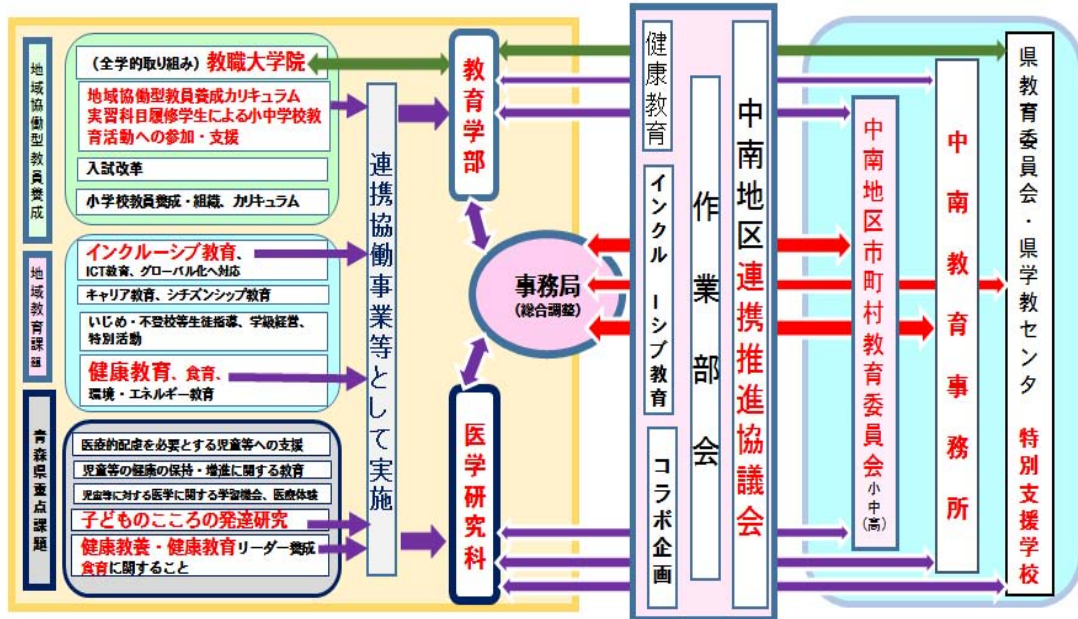 地域協働型教員養成
(全学的取り組み) 教職大学院
地域協働型教員養成カリキュラム
実習科目履修学生による小中学校教
育活動への参加・支援
入試改革
小学校教員養成・組織、カリキュラム
地域教育課題
インクルーシブ教育、
ICT教育、グローバル化へ対応
キャリア教育、シチズンシップ教育
いじめ・不登校等生徒指導、学級経営、
特別活動
健康教育、食育、
環境・エネルギー教育
青森県重点課題
医療的配慮を必要とする児童等への支援
児童等の健康の保持・増進に関する教育
児童等に対する医学に関する学習機会、医療体験
子どものこころの発達研究
健康教養・健康教育リーダー養成
食育に関すること
連携協働事業等として実施
教育学部
事務局
(総合調整)
医学研究科
健康教育
インクルーシブ教育
コラボ企画
作業部会
中南地区連携推進協議会
中南地区市町村教育委員会小中(高)
中南教育事務所
県教育委員会・県学教センタ 特別支援学校